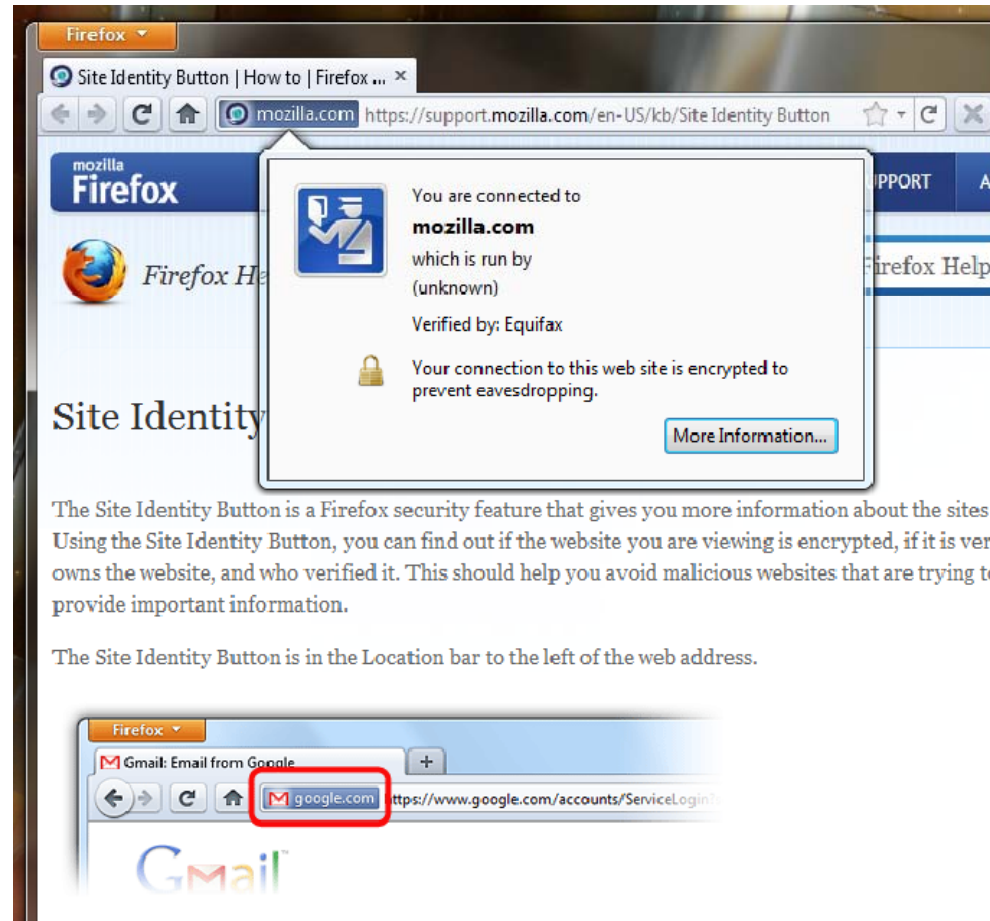 Firefox
Site Identity Button | How to | Firefox ...
mozilla.com https://support.mozilla.com/en-US/kb/Site Identity Button
mozilla
Firefox
You are connected to
mozilla.com
which is run by
(unknown)
Verified by: Equifax
Your connection to this web site is encrypted to
prevent eavesdropping.
More Information...
PPORT
A
Firefox He
Firefox Help
Site Identity
The Site Identity Button is a Firefox security feature that gives you more information about the sites
Using the Site Identity Button, you can find out if the website you are viewing is encrypted, if it is ver
owns the website, and who verified it. This should help you avoid malicious websites that are trying t
provide important information.
The Site Identity Button is in the Location bar to the left of the web address.
Firefox
Gmail: Email from Google
google.com https://www.google.com/accounts/ServiceLogin
Gmail